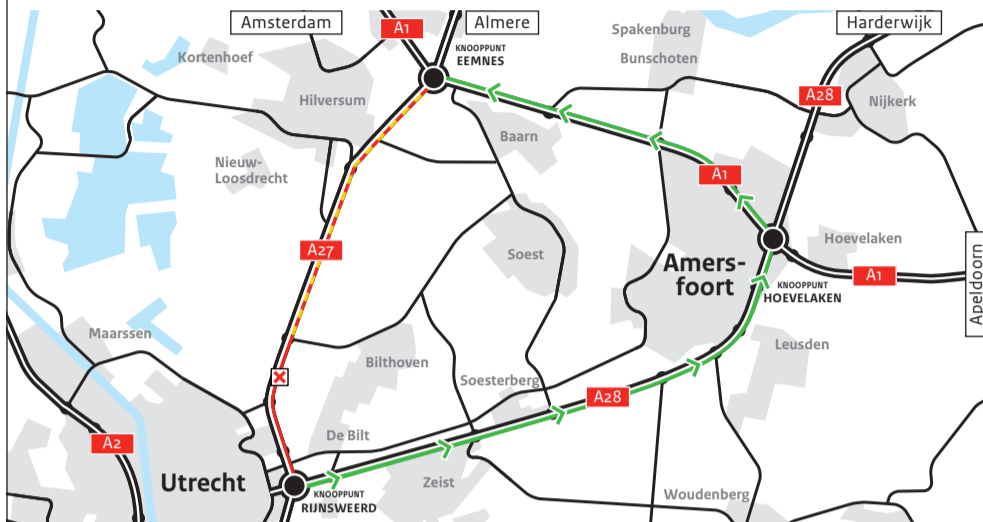 Amsterdam
Almere
Harderwijk
A1
KNOOPPUNT
EEMNES
Spakenburg
Bunschoten
Kortenhoef
Hilversum
A28
Nijkerk
Baarn
Nieuw-
Loosdrecht
A1
A27
Soest
Amers-
foort
Hoevelaken
KNOOPPUNT
HOEVELAKEN
A1
Apeldoorn
Maarssen
Bilthoven
Soesterberg
Leusden
A28
A2
De Bilt
Utrecht
Zeist
KNOOPPUNT
RIJNSWEERD
Woudenberg